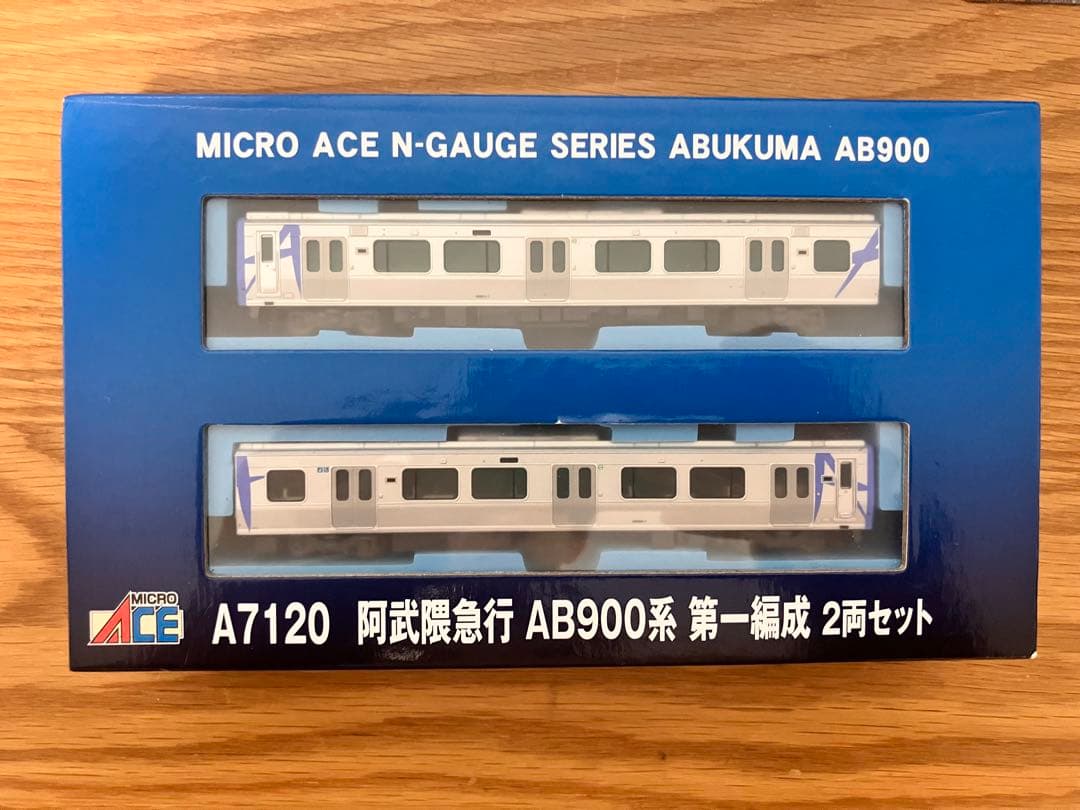 MICRO ACE N-GAUGE SERIES ABUKUMA AB900
MICRO
ACE
A7120 阿武隈急行 AB900系 第一編成 2両セット